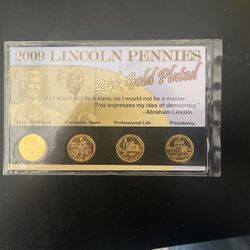 2009 LINCOLN PENNIES
24k Gold Plated
"As I would not be a slave, so I would not be a master.
This expresses my idea of democracy."
- Abraham Lincoln
Early Childhood Formative Years Professional Life Presidency